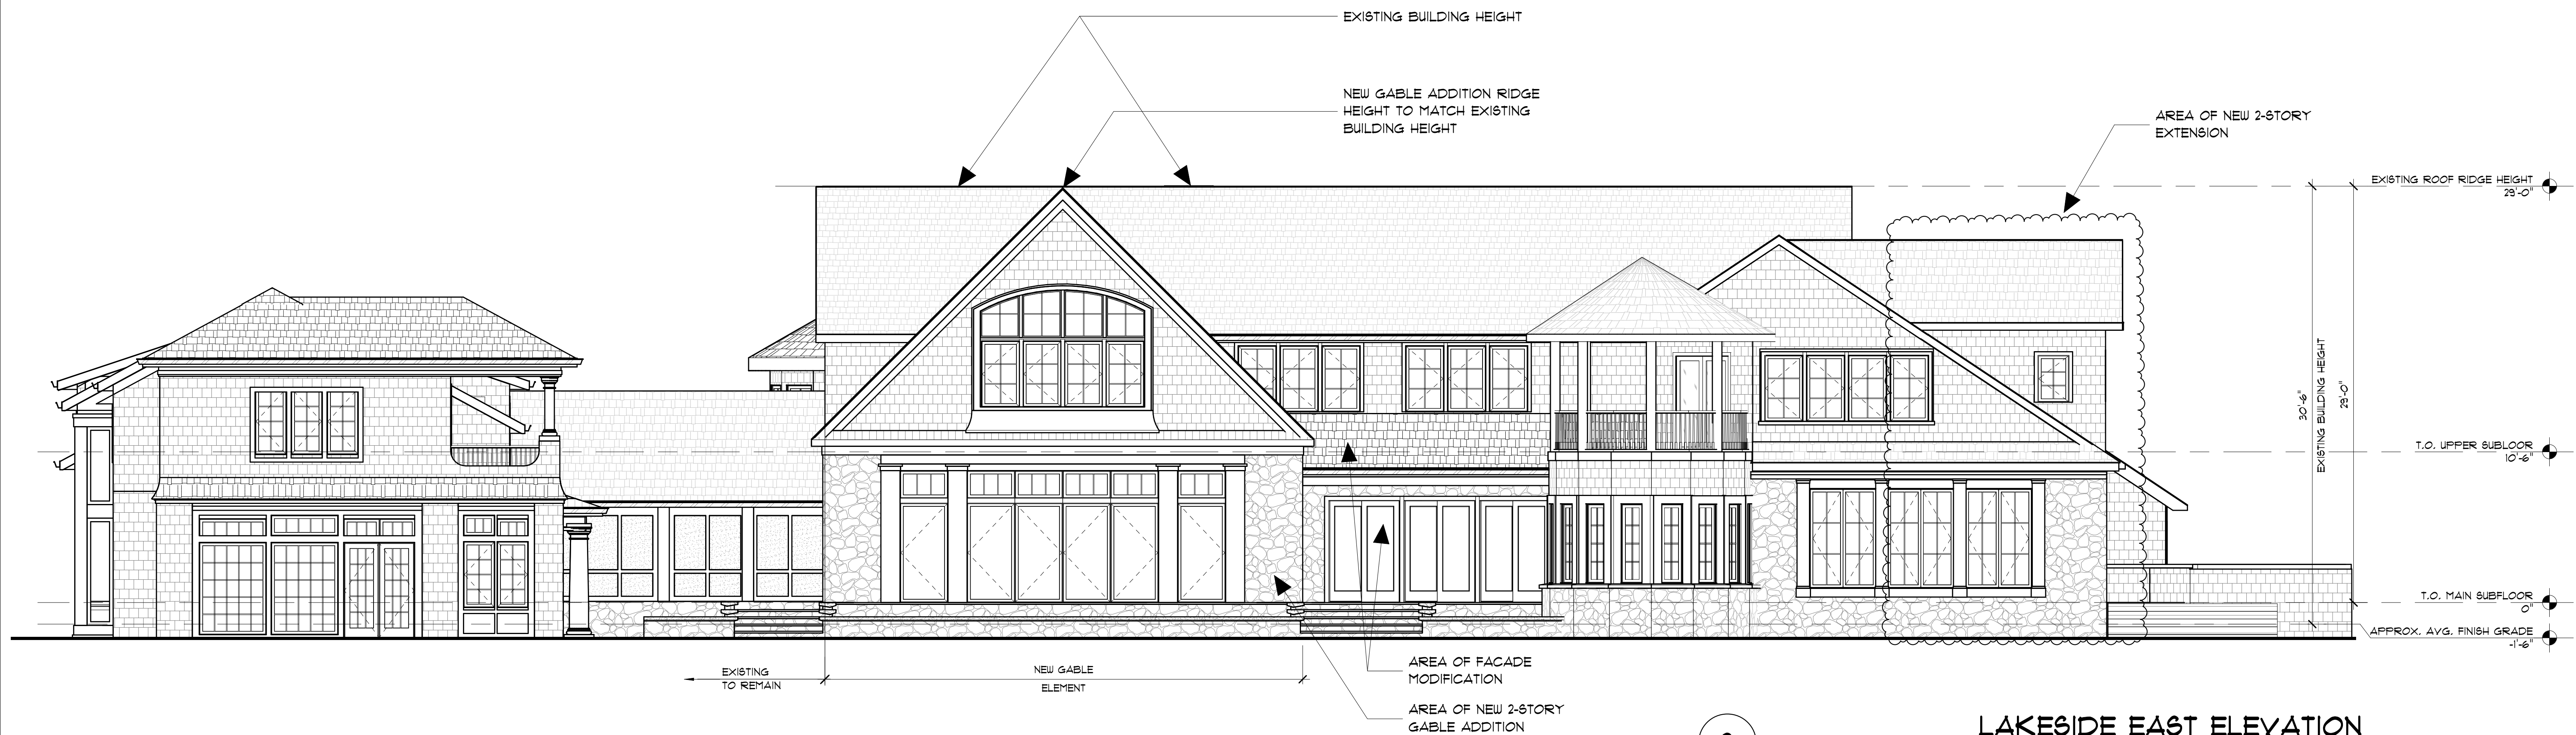 EXISTING BUILDING HEIGHT
NEW GABLE ADDITION RIDGE
HEIGHT TO MATCH EXISTING
BUILDING HEIGHT
AREA OF NEW 2-STORY
EXTENSION
EXISTING ROOF RIDGE HEIGHT
29'-0"
30'-6"
EXISTING BUILDING HEIGHT
29'-0"
T.O. UPPER SUBLOOR
10'-6"
T.O. MAIN SUBFLOOR
0"
APPROX. AVG. FINISH GRADE
-1'-6"
EXISTING
TO REMAIN
NEW GABLE
ELEMENT
AREA OF FACADE
MODIFICATION
AREA OF NEW 2-STORY
GABLE ADDITION
LAKESIDE EAST ELEVATION